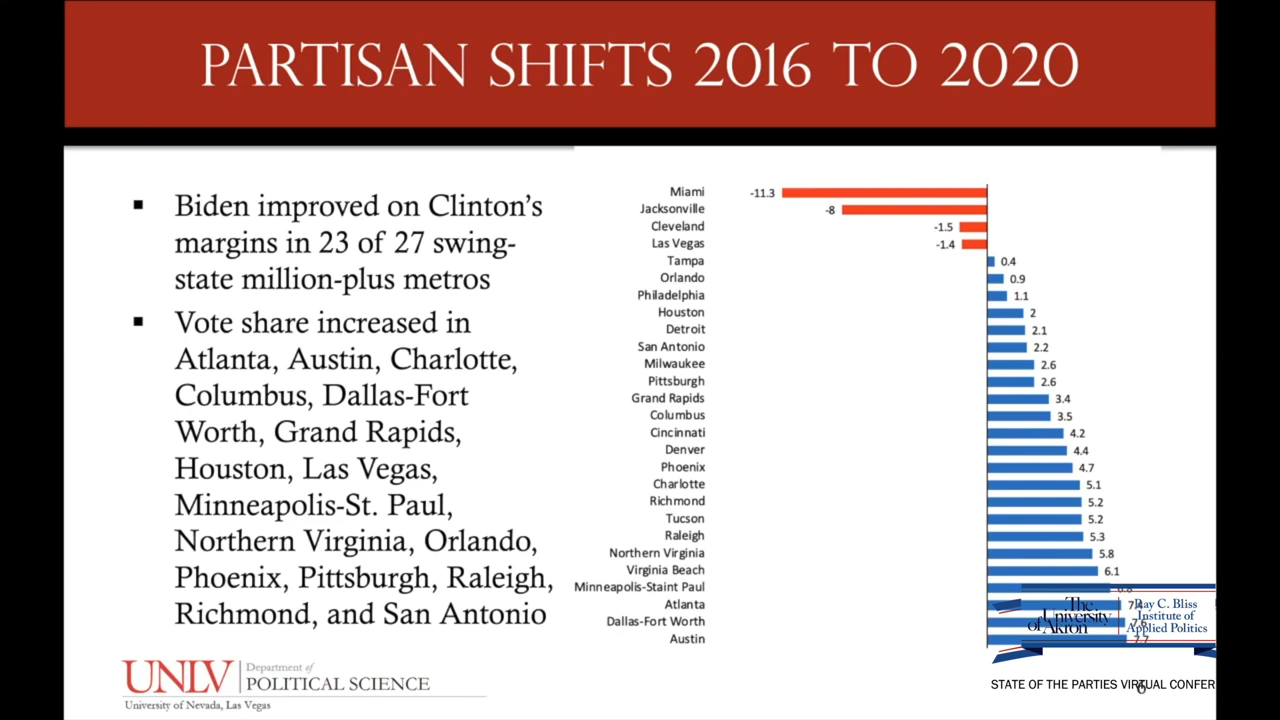 PARTISAN SHIFTS 2016 TO 2020
▪ Biden improved on Clinton's
margins in 23 of 27 swing-
state million-plus metros
▪ Vote share increased in
Atlanta, Austin, Charlotte,
Columbus, Dallas-Fort
Worth, Grand Rapids,
Houston, Las Vegas,
Minneapolis-St. Paul,
Northern Virginia, Orlando,
Phoenix, Pittsburgh, Raleigh,
Richmond, and San Antonio
Miami -11.3
Jacksonville -8
Cleveland -1.5
Las Vegas -1.4
Tampa 0.4
Orlando 0.9
Philadelphia 1.1
Houston 2
Detroit 2.1
San Antonio 2.2
Milwaukee 2.6
Pittsburgh 2.6
Grand Rapids 3.4
Columbus 3.5
Cincinnati 4.2
Denver 4.4
Phoenix 4.7
Charlotte 5.1
Richmond 5.2
Tucson 5.2
Raleigh 5.3
Northern Virginia 5.8
Virginia Beach 6.1
Minneapolis-Staint Paul
Atlanta
Dallas-Fort Worth 7.6
Austin 7.7
The
University
of Akron
Ray C. Bliss
Institute of
Applied Politics
STATE OF THE PARTIES VIRTUAL CONFER
6
UNLV
Department of
POLITICAL SCIENCE
University of Nevada, Las Vegas